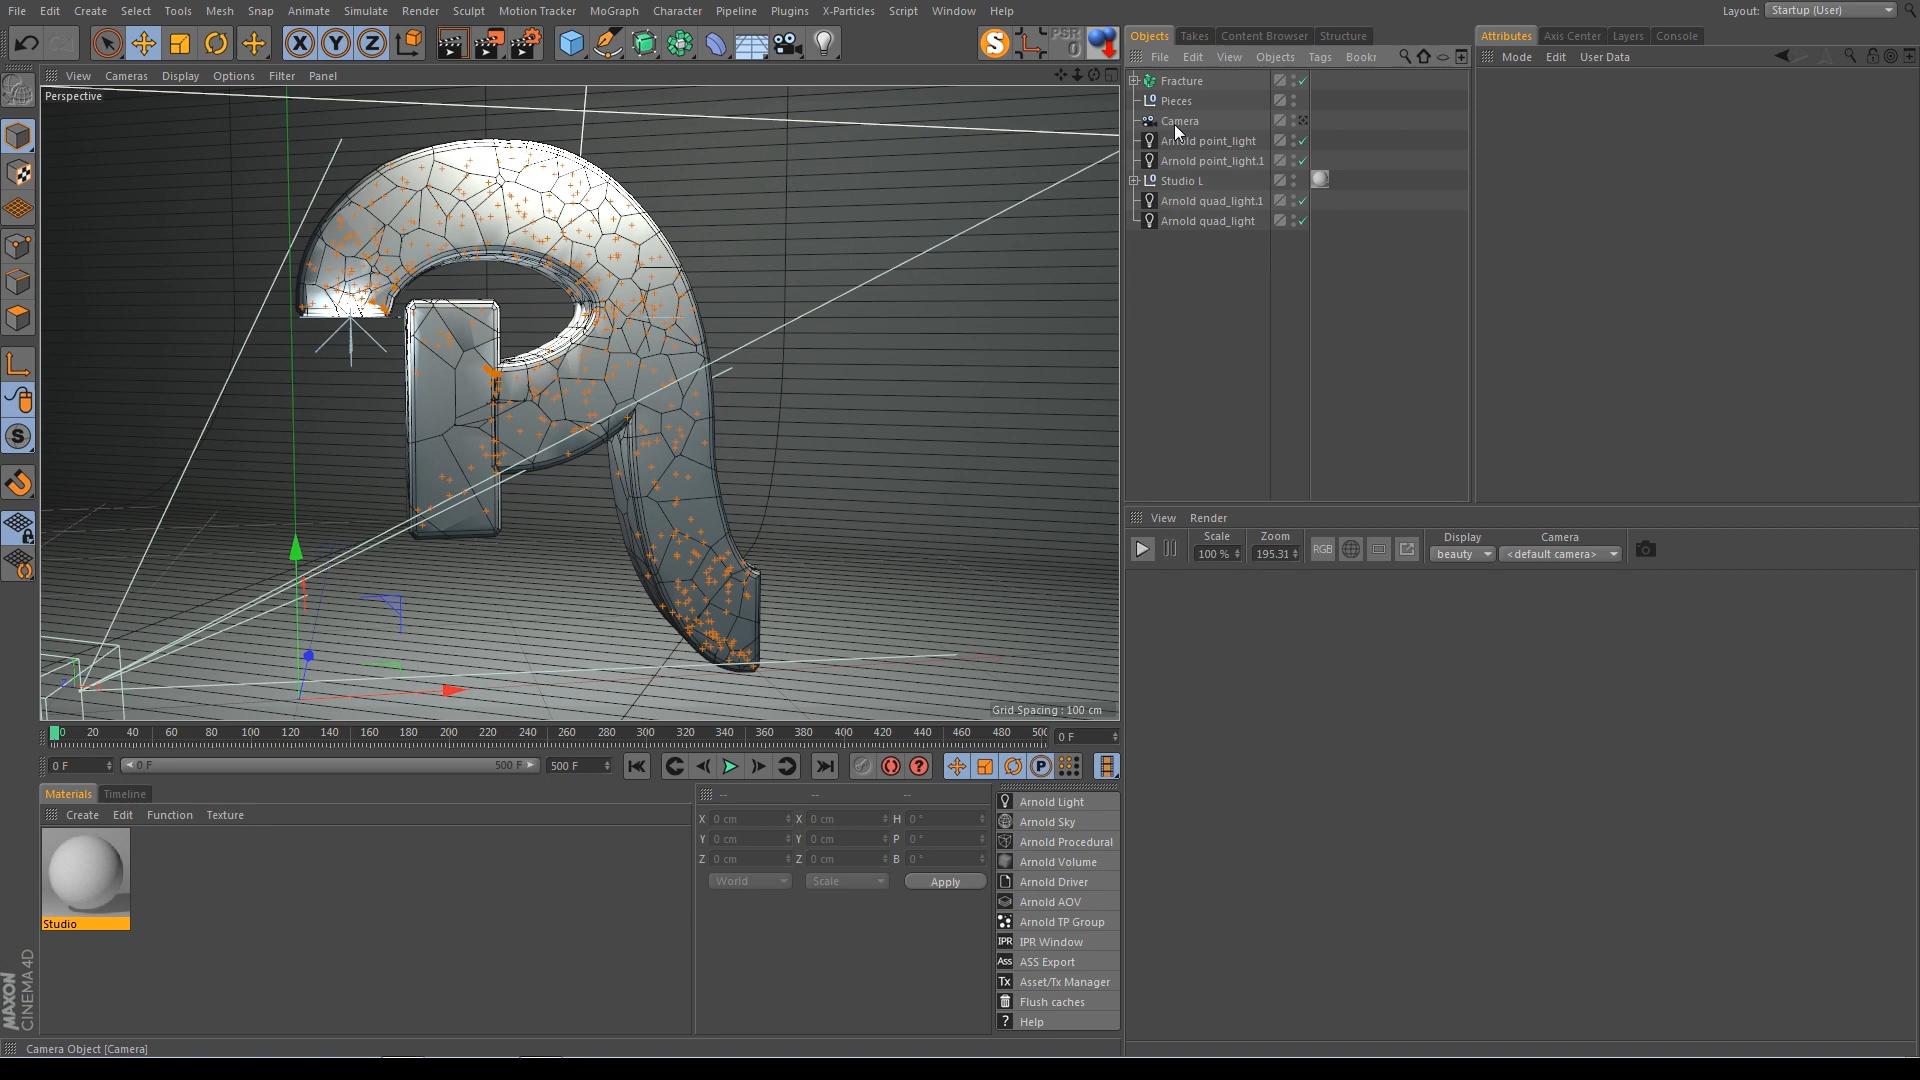 File Edit Create Select Tools Mesh Snap Animate Simulate Render Sculpt Motion Tracker MoGraph Character Pipeline Plugins X-Particles Script Window Help
Layout: Startup (User)
PSR
0
Objects Takes Content Browser Structure
File Edit View Objects Tags Bookr
Attributes Axis Center Layers Console
Mode Edit User Data
View Cameras Display Options Filter Panel
Perspective
Fracture
Pieces
Camera
Arnold point_light
Arnold point_light.1
Studio L
Arnold quad_light.1
Arnold quad_light
Grid Spacing : 100 cm
View Render
Scale Zoom Display Camera
100 % 195.31 RGB beauty <default camera>
0 20 40 60 80 100 120 140 160 180 200 220 240 260 280 300 320 340 360 380 400 420 440 460 480 500
0 F
0 F 0 F 500 F 500 F
Materials Timeline
Create Edit Function Texture
Studio
-- -- --
X 0 cm X 0 cm H 0 °
Y 0 cm Y 0 cm P 0 °
Z 0 cm Z 0 cm B 0 °
World Scale Apply
Arnold Light
Arnold Sky
Arnold Procedural
Arnold Volume
Arnold Driver
Arnold AOV
Arnold TP Group
IPR IPR Window
Ass ASS Export
Tx Asset/Tx Manager
Flush caches
? Help
MAXON
CINEMA 4D
Camera Object [Camera]